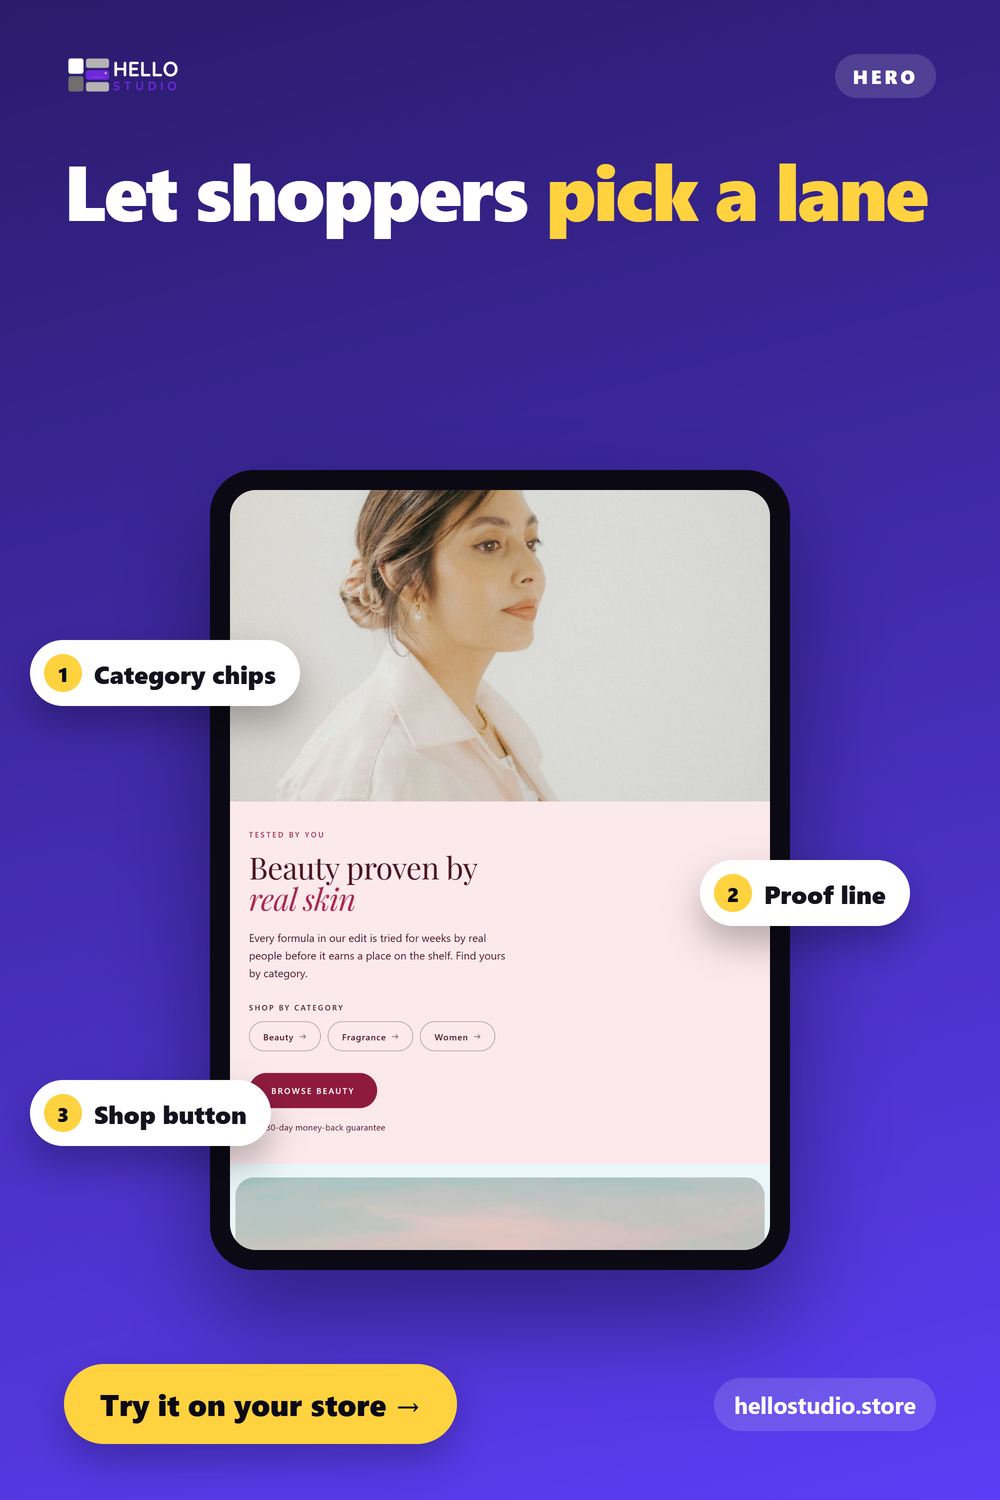 HELLO
STUDIO
HERO
Let shoppers pick a lane
1 Category chips
TESTED BY YOU
Beauty proven by
real skin
2 Proof line
Every formula in our edit is tried for weeks by real
people before it earns a place on the shelf. Find yours
by category.
SHOP BY CATEGORY
Beauty →
Fragrance →
Women →
BROWSE BEAUTY
3 Shop button
30-day money-back guarantee
Try it on your store →
hellostudio.store